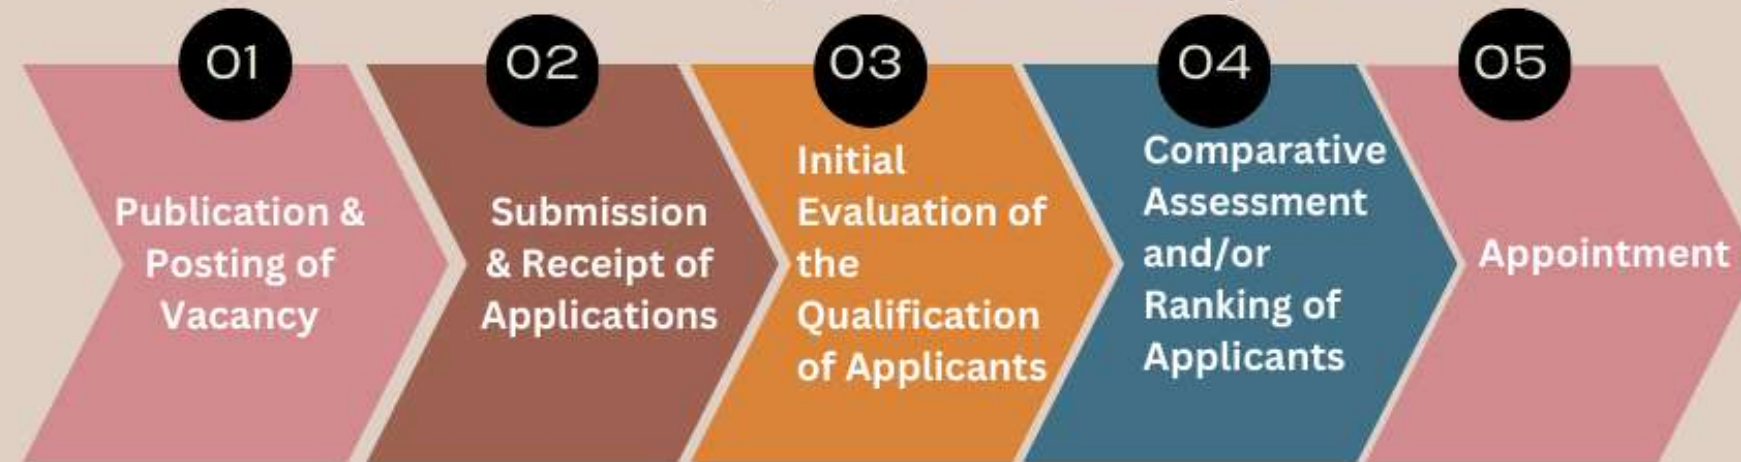 01
Publication &
Posting of
Vacancy
02
Submission
& Receipt of
Applications
03
Initial
Evaluation of
the
Qualification
of Applicants
04
Comparative
Assessment
and/or
Ranking of
Applicants
05
Appointment